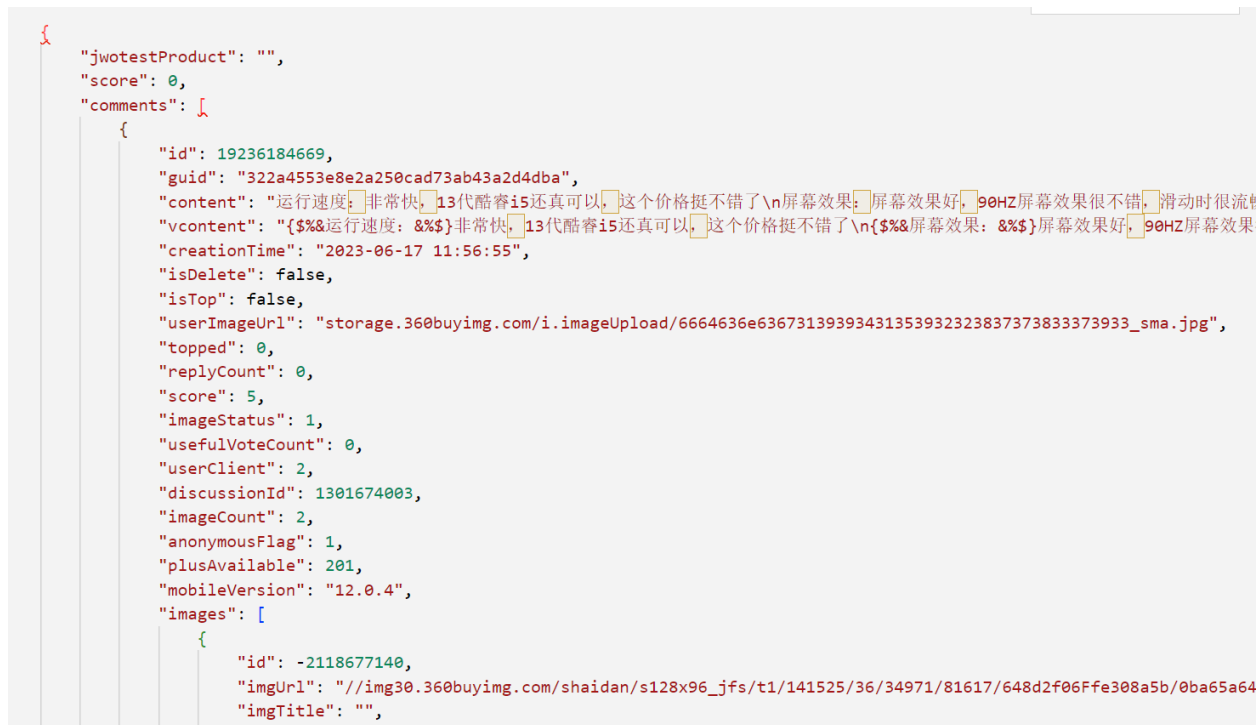 {
"jwotestProduct": "",
"score": 0,
"comments": [
{
"id": 19236184669,
"guid": "322a4553e8e2a250cad73ab43a2d4dba",
"content": "运行速度：非常快，13代酷睿i5还真可以，这个价格挺不错了\n屏幕效果：屏幕效果好，90HZ屏幕效果很不错，滑动时很流畅
"vcontent": "{$%&运行速度：&%$}非常快，13代酷睿i5还真可以，这个价格挺不错了\n{$%&屏幕效果：&%$}屏幕效果好，90HZ屏幕效果
"creationTime": "2023-06-17 11:56:55",
"isDelete": false,
"isTop": false,
"userImageUrl": "storage.360buyimg.com/i.imageUpload/6664636e63673139393431353932323837373833373933_sma.jpg",
"topped": 0,
"replyCount": 0,
"score": 5,
"imageStatus": 1,
"usefulVoteCount": 0,
"userClient": 2,
"discussionId": 1301674003,
"imageCount": 2,
"anonymousFlag": 1,
"plusAvailable": 201,
"mobileVersion": "12.0.4",
"images": [
{
"id": -2118677140,
"imgUrl": "//img30.360buyimg.com/shaidan/s128x96_jfs/t1/141525/36/34971/81617/648d2f06Ffe308a5b/0ba65a64
"imgTitle": "",